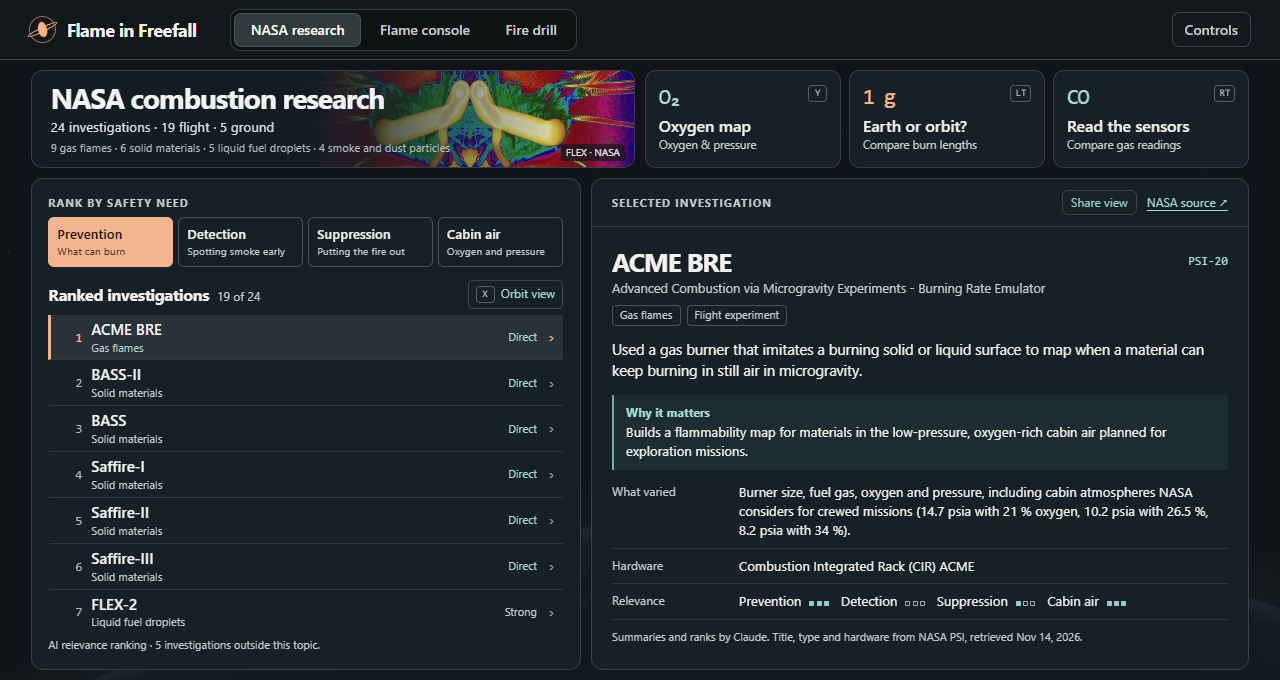 Flame in Freefall
NASA research
Flame console
Fire drill
Controls
NASA combustion research
24 investigations · 19 flight · 5 ground
9 gas flames · 6 solid materials · 5 liquid fuel droplets · 4 smoke and dust particles
FLEX · NASA
O₂
Y
Oxygen map
Oxygen & pressure
1 g
LT
Earth or orbit?
Compare burn lengths
CO
RT
Read the sensors
Compare gas readings
RANK BY SAFETY NEED
Prevention
What can burn
Detection
Spotting smoke early
Suppression
Putting the fire out
Cabin air
Oxygen and pressure
Ranked investigations 19 of 24
X Orbit view
1 ACME BRE Direct ›
Gas flames
2 BASS-II Direct ›
Solid materials
3 BASS Direct ›
Solid materials
4 Saffire-I Direct ›
Solid materials
5 Saffire-II Direct ›
Solid materials
6 Saffire-III Direct ›
Solid materials
7 FLEX-2 Strong ›
Liquid fuel droplets
AI relevance ranking · 5 investigations outside this topic.
SELECTED INVESTIGATION
Share view
NASA source ↗
ACME BRE
PSI-20
Advanced Combustion via Microgravity Experiments - Burning Rate Emulator
Gas flames
Flight experiment
Used a gas burner that imitates a burning solid or liquid surface to map when a material can
keep burning in still air in microgravity.
Why it matters
Builds a flammability map for materials in the low-pressure, oxygen-rich cabin air planned for
exploration missions.
What varied
Burner size, fuel gas, oxygen and pressure, including cabin atmospheres NASA
considers for crewed missions (14.7 psia with 21 % oxygen, 10.2 psia with 26.5 %,
8.2 psia with 34 %).
Hardware
Combustion Integrated Rack (CIR) ACME
Relevance
Prevention Detection Suppression Cabin air
Summaries and ranks by Claude. Title, type and hardware from NASA PSI, retrieved Nov 14, 2026.